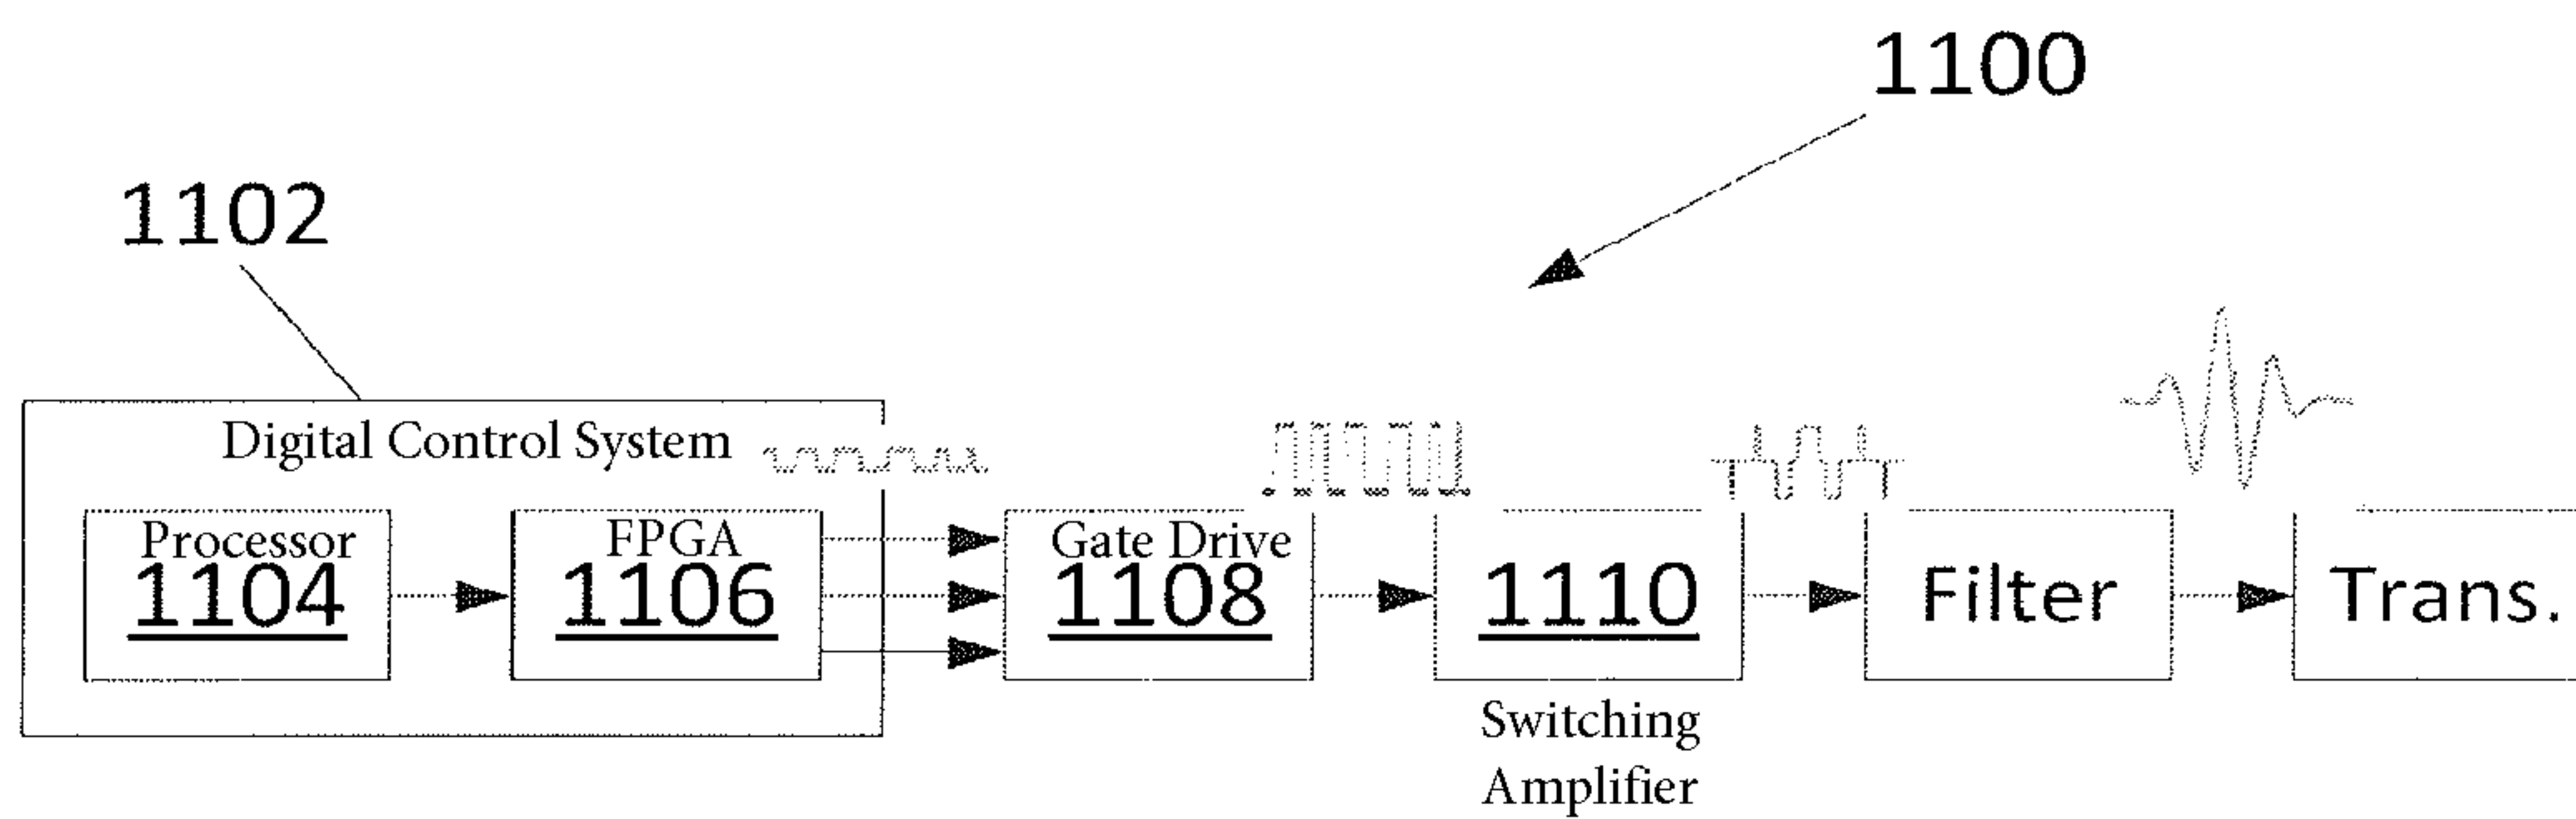 1100
1102
Digital Control System
Processor
1104
FPGA
1106
Gate Drive
1108
1110
Switching
Amplifier
Filter
Trans.